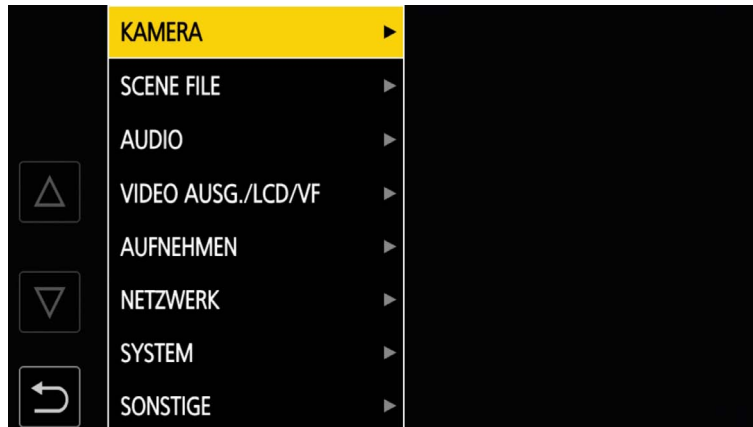 KAMERA
SCENE FILE
AUDIO
VIDEO AUSG./LCD/VF
AUFNEHMEN
NETZWERK
SYSTEM
SONSTIGE